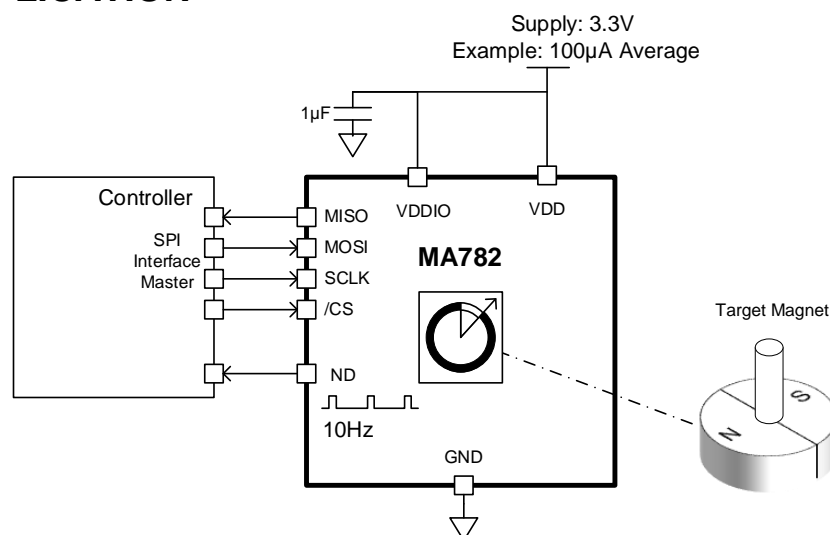 Supply: 3.3V
Example: 100µA Average
1µF
Controller
SPI
Interface
Master
MISO
MOSI
SCLK
/CS
ND
VDDIO
VDD
MA782
10Hz
GND
Target Magnet
N
S